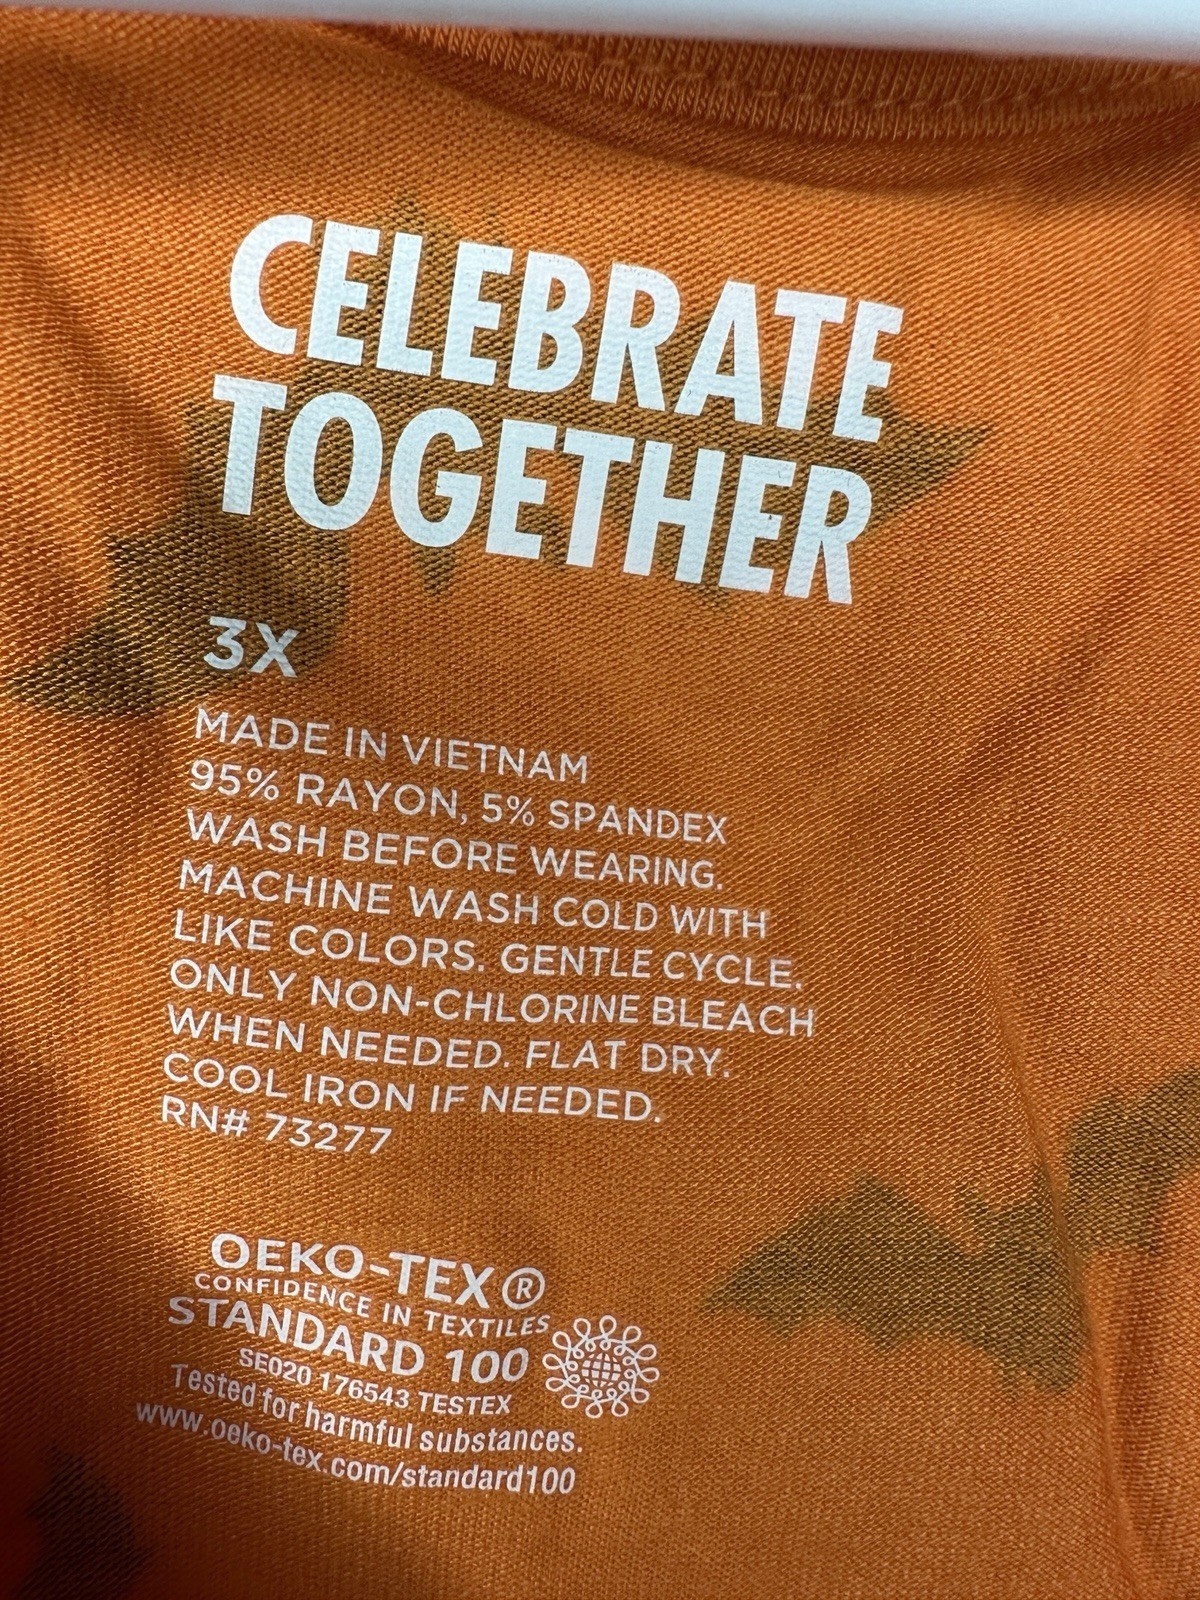 CELEBRATE
TOGETHER
3X
MADE IN VIETNAM
95% RAYON, 5% SPANDEX
WASH BEFORE WEARING.
MACHINE WASH COLD WITH
LIKE COLORS. GENTLE CYCLE.
ONLY NON-CHLORINE BLEACH
WHEN NEEDED. FLAT DRY.
COOL IRON IF NEEDED.
RN# 73277
OEKO-TEX®
CONFIDENCE IN TEXTILES
STANDARD 100
SE020 176543 TESTEX
Tested for harmful substances.
www.oeko-tex.com/standard100